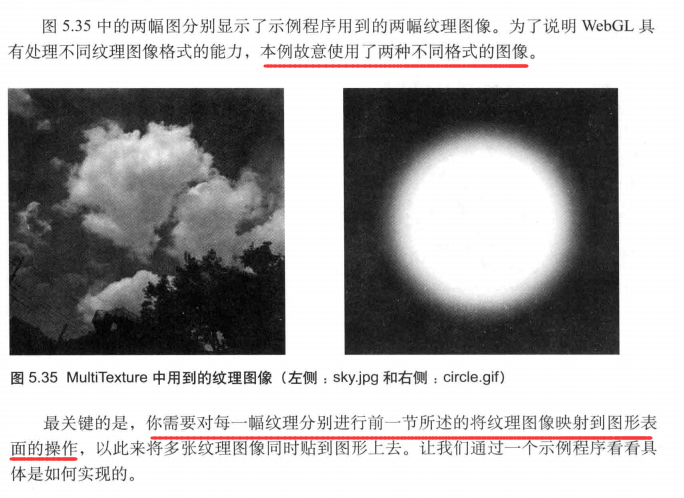 图 5.35 中的两幅图分别显示了示例程序用到的两幅纹理图像。为了说明 WebGL 具
有处理不同纹理图像格式的能力，本例故意使用了两种不同格式的图像。
图 5.35 MultiTexture 中用到的纹理图像（左侧：sky.jpg 和右侧：circle.gif）
最关键的是，你需要对每一幅纹理分别进行前一节所述的将纹理图像映射到图形表
面的操作，以此来将多张纹理图像同时贴到图形上去。让我们通过一个示例程序看看具
体是如何实现的。